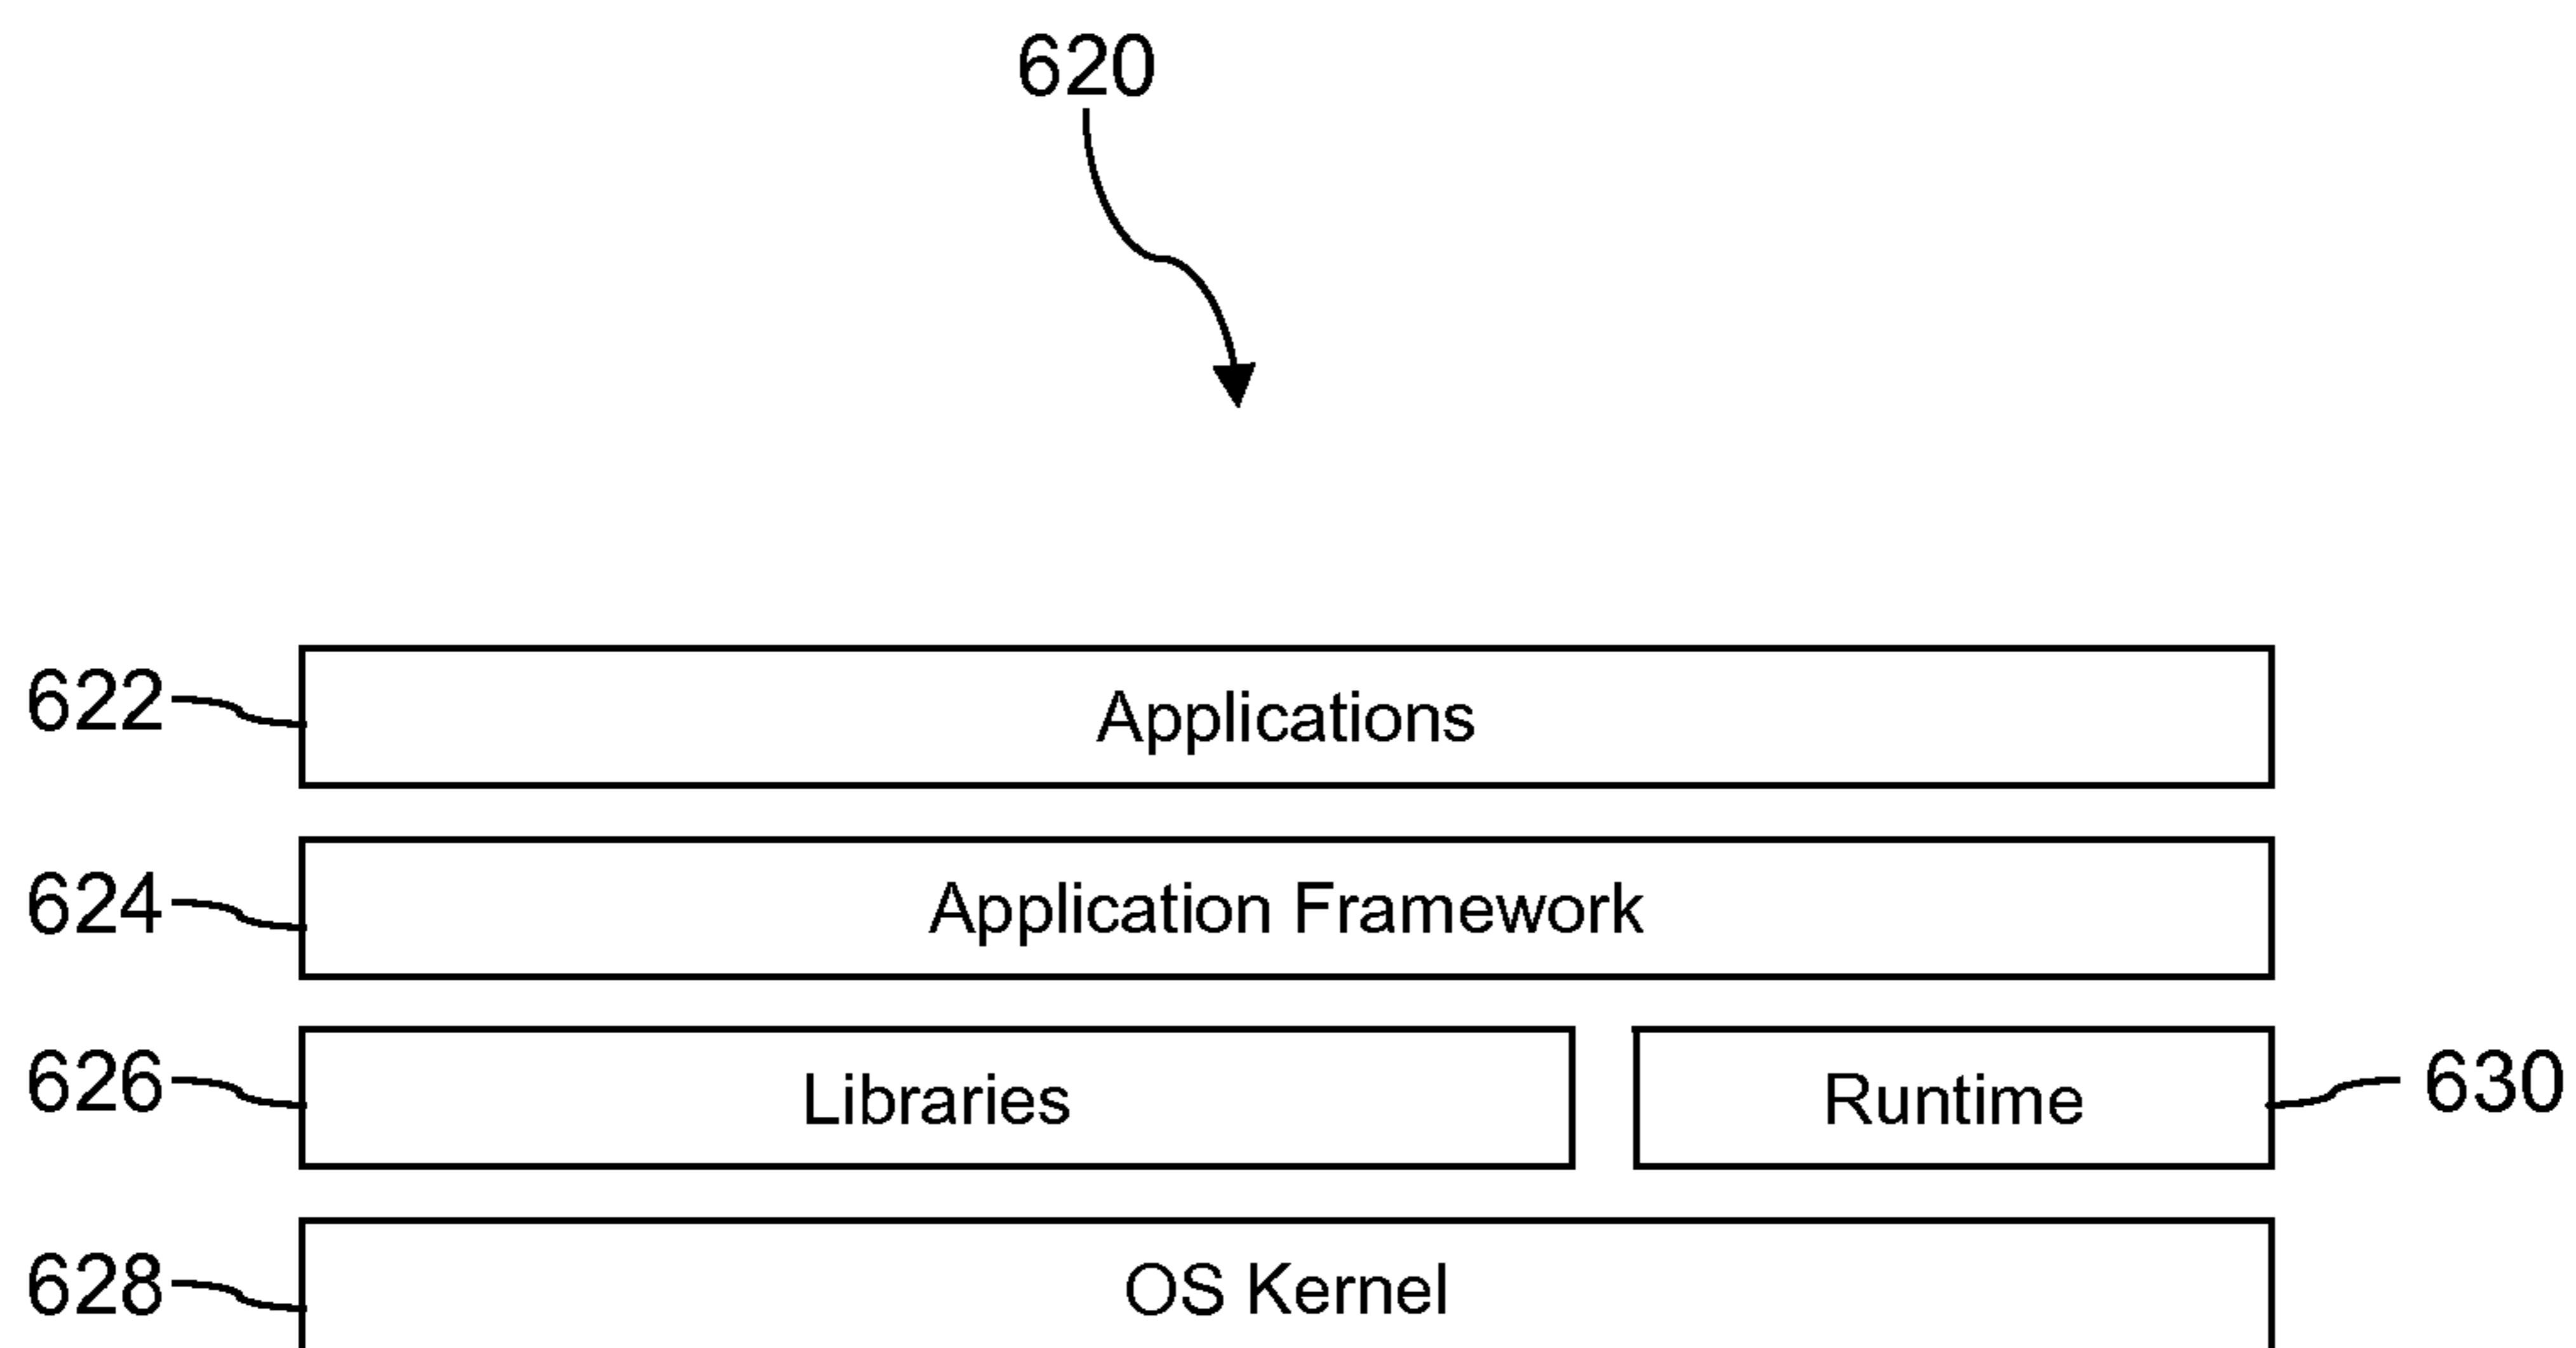 620
622 Applications
624 Application Framework
626 Libraries Runtime 630
628 OS Kernel